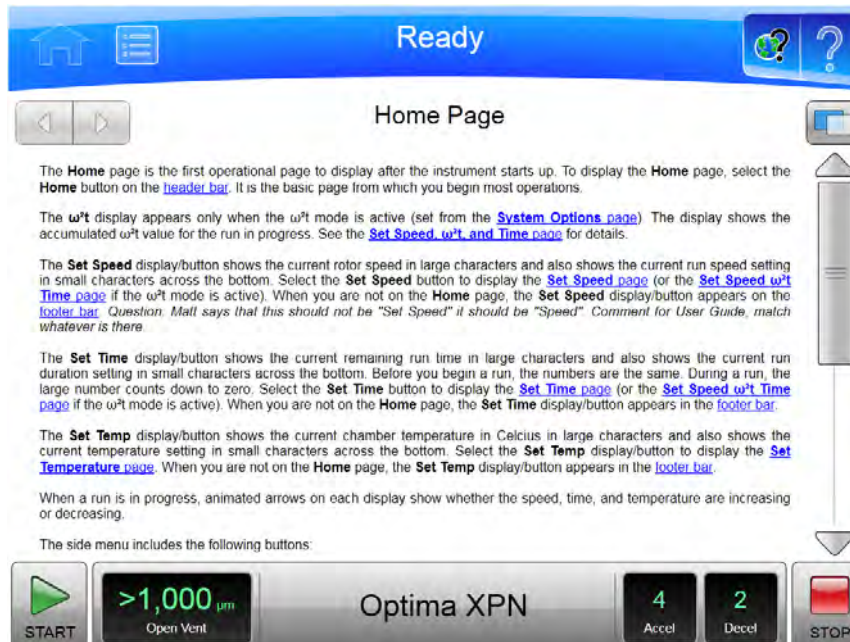 Ready
Home Page
The Home page is the first operational page to display after the instrument starts up. To display the Home page, select the
Home button on the header bar. It is the basic page from which you begin most operations.
The ω²t display appears only when the ω²t mode is active (set from the System Options page). The display shows the
accumulated ω²t value for the run in progress. See the Set Speed, ω²t, and Time page for details.
The Set Speed display/button shows the current rotor speed in large characters and also shows the current run speed setting
in small characters across the bottom. Select the Set Speed button to display the Set Speed page (or the Set Speed ω²t
Time page if the ω²t mode is active). When you are not on the Home page, the Set Speed display/button appears on the
footer bar. Question: Matt says that this should not be "Set Speed" it should be "Speed". Comment for User Guide, match
whatever is there.
The Set Time display/button shows the current remaining run time in large characters and also shows the current run
duration setting in small characters across the bottom. Before you begin a run, the numbers are the same. During a run, the
large number counts down to zero. Select the Set Time button to display the Set Time page (or the Set Speed ω²t Time
page if the ω²t mode is active). When you are not on the Home page, the Set Time display/button appears in the footer bar.
The Set Temp display/button shows the current chamber temperature in Celcius in large characters and also shows the
current temperature setting in small characters across the bottom. Select the Set Temp display/button to display the Set
Temperature page. When you are not on the Home page, the Set Temp display/button appears in the footer bar.
When a run is in progress, animated arrows on each display show whether the speed, time, and temperature are increasing
or decreasing.
The side menu includes the following buttons:
START
>1,000 µm
Open Vent
Optima XPN
4
Accel
2
Decel
STOP